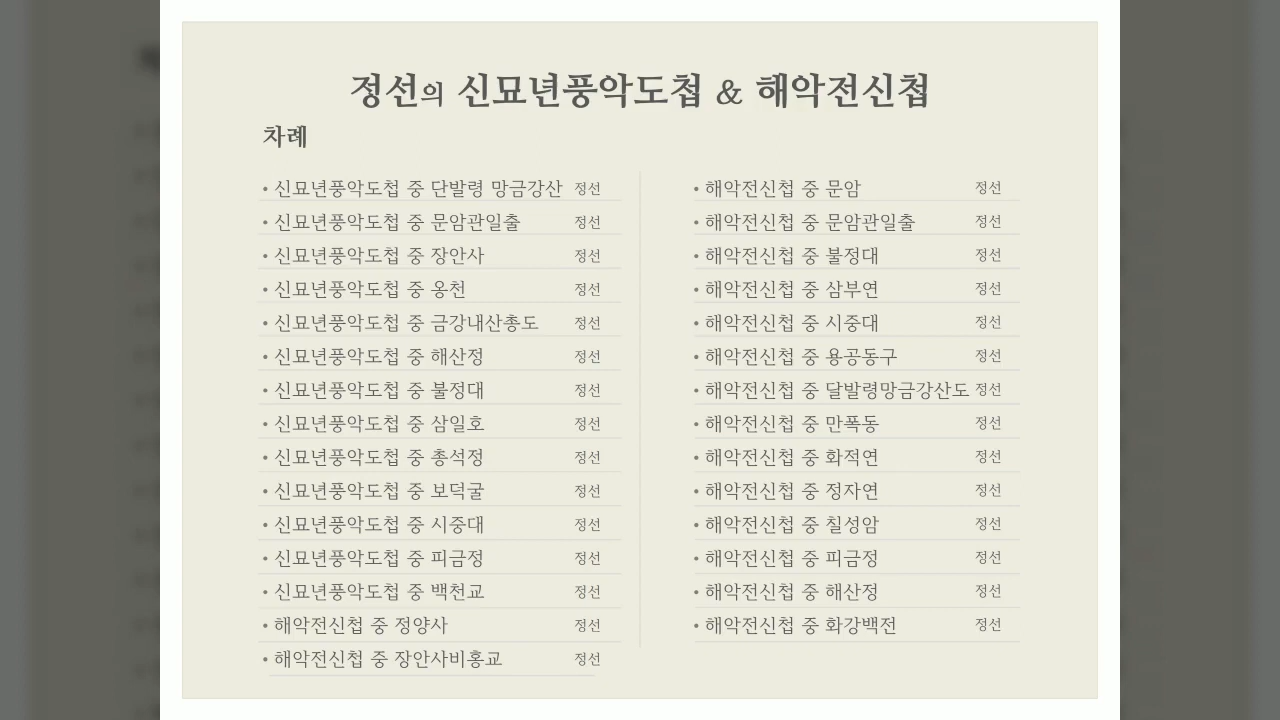 정선의 신묘년풍악도첩 & 해악전신첩
차례
• 신묘년풍악도첩 중 단발령 망금강산 정선
• 신묘년풍악도첩 중 문암관일출 정선
• 신묘년풍악도첩 중 장안사 정선
• 신묘년풍악도첩 중 옹천 정선
• 신묘년풍악도첩 중 금강내산총도 정선
• 신묘년풍악도첩 중 해산정 정선
• 신묘년풍악도첩 중 불정대 정선
• 신묘년풍악도첩 중 삼일호 정선
• 신묘년풍악도첩 중 총석정 정선
• 신묘년풍악도첩 중 보덕굴 정선
• 신묘년풍악도첩 중 시중대 정선
• 신묘년풍악도첩 중 피금정 정선
• 신묘년풍악도첩 중 백천교 정선
• 해악전신첩 중 정양사 정선
• 해악전신첩 중 장안사비홍교 정선
• 해악전신첩 중 문암 정선
• 해악전신첩 중 문암관일출 정선
• 해악전신첩 중 불정대 정선
• 해악전신첩 중 삼부연 정선
• 해악전신첩 중 시중대 정선
• 해악전신첩 중 용공동구 정선
• 해악전신첩 중 달발령망금강산도 정선
• 해악전신첩 중 만폭동 정선
• 해악전신첩 중 화적연 정선
• 해악전신첩 중 정자연 정선
• 해악전신첩 중 칠성암 정선
• 해악전신첩 중 피금정 정선
• 해악전신첩 중 해산정 정선
• 해악전신첩 중 화강백전 정선